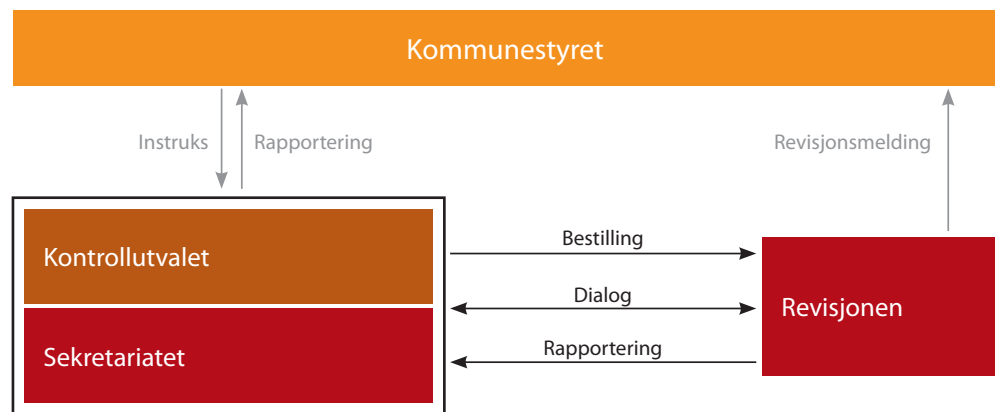 Kommunestyret
Instruks
Rapportering
Revisjonsmelding
Kontrollutvalet
Bestilling
Dialog
Revisjonen
Rapportering
Sekretariatet